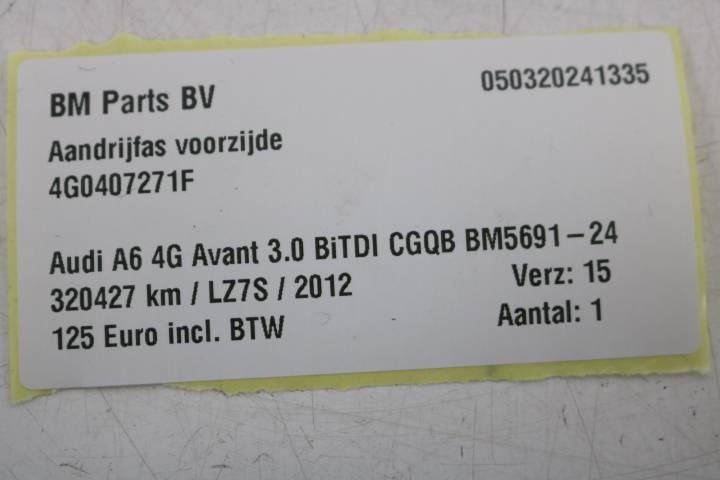 BM Parts BV
050320241335
Aandrijfas voorzijde
4G0407271F
Audi A6 4G Avant 3.0 BiTDI CGQB BM5691-24
320427 km / LZ7S / 2012
Verz: 15
125 Euro incl. BTW
Aantal: 1